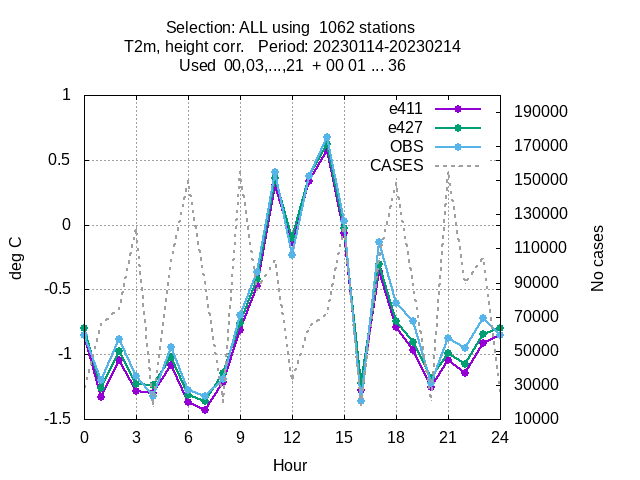 Selection: ALL using  1062 stations
T2m, height corr.   Period: 20230114-20230214
Used  00,03,...,21  + 00 01 ... 36
e411
e427
OBS
CASES
1
0.5
0
-0.5
-1
-1.5
deg C
190000
170000
150000
130000
110000
90000
70000
50000
30000
10000
No cases
0 3 6 9 12 15 18 21 24
Hour